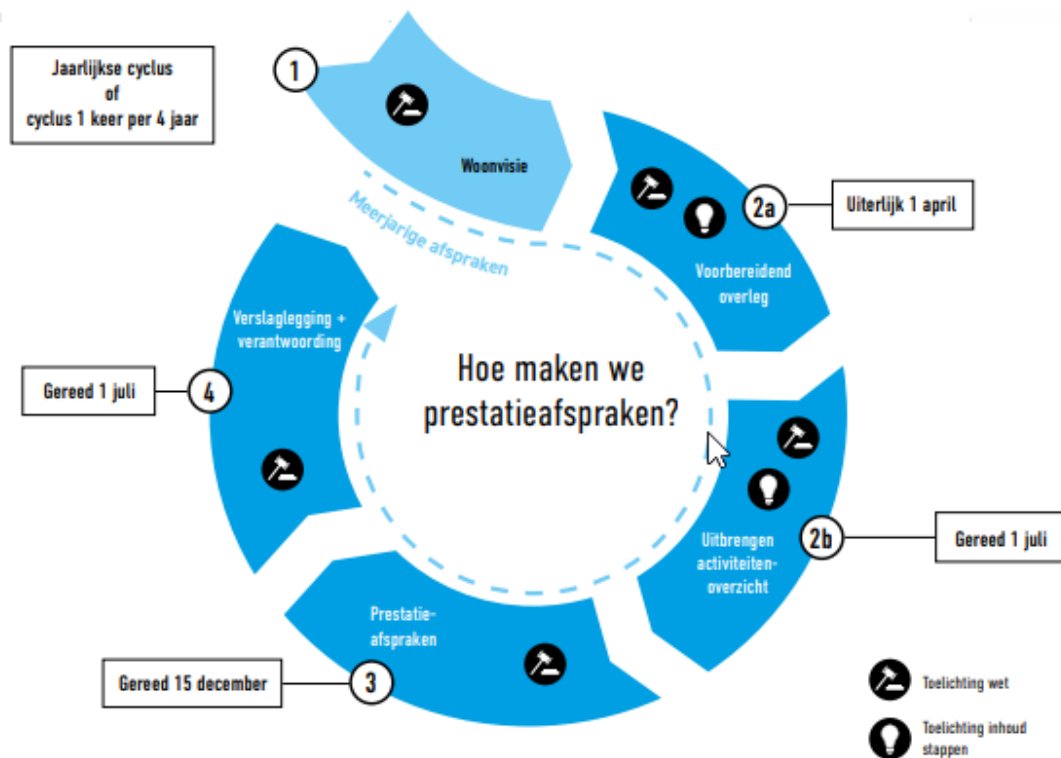 Jaarlijkse cyclus
of
cyclus 1 keer per 4 jaar
1
Woonvisie
Meerjarige afspraken
2a
Uiterlijk 1 april
Voorbereidend
overleg
Verslaglegging +
verantwoording
Hoe maken we
prestatieafspraken?
Gereed 1 juli
4
2b
Gereed 1 juli
Uitbrengen
activiteiten-
overzicht
Prestatie-
afspraken
Gereed 15 december
3
Toelichting wet
Toelichting inhoud
stappen